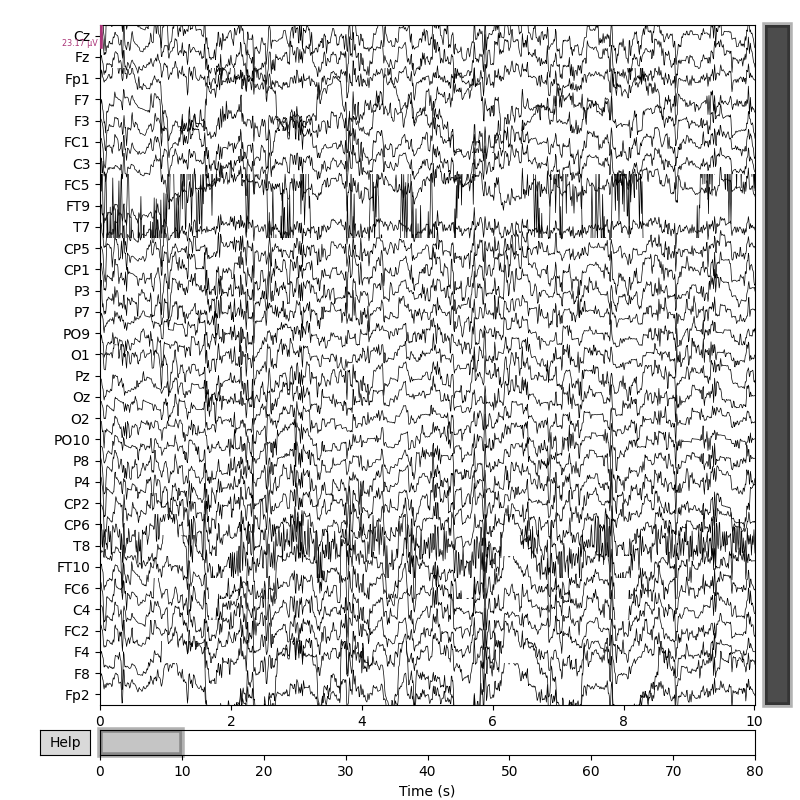 Cz
23.17 µV
Fz
Fp1
F7
F3
FC1
C3
FC5
FT9
T7
CP5
CP1
P3
P7
PO9
O1
Pz
Oz
O2
PO10
P8
P4
CP2
CP6
T8
FT10
FC6
C4
FC2
F4
F8
Fp2
0 2 4 6 8 10
Help
0 10 20 30 40 50 60 70 80
Time (s)